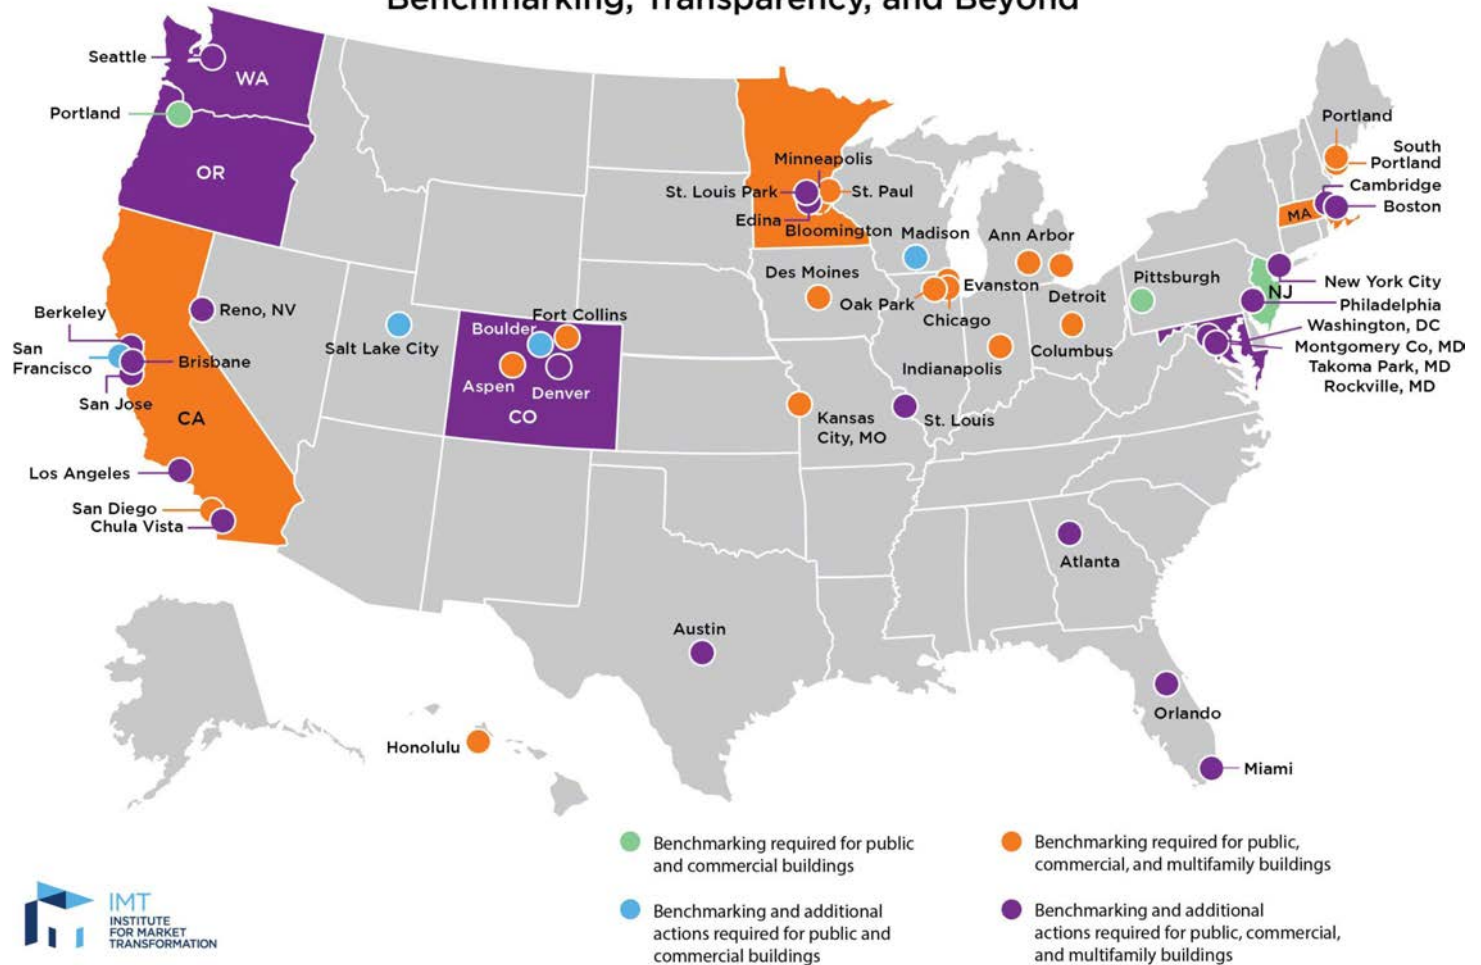 Benchmarking, Transparency, and Beyond
Seattle
WA
Portland
OR
Minneapolis
St. Louis Park
St. Paul
Edina
Bloomington
Madison
Ann Arbor
Portland
South
Portland
Cambridge
MA
Boston
Des Moines
Oak Park
Evanston
Chicago
Detroit
Pittsburgh
NJ
New York City
Philadelphia
Washington, DC
Montgomery Co, MD
Takoma Park, MD
Rockville, MD
Berkeley
Reno, NV
San
Francisco
Brisbane
San Jose
CA
Salt Lake City
Fort Collins
Boulder
Aspen
Denver
CO
Indianapolis
Columbus
Kansas
City, MO
St. Louis
Los Angeles
San Diego
Chula Vista
Atlanta
Austin
Orlando
Miami
Honolulu
Benchmarking required for public
and commercial buildings
Benchmarking required for public,
commercial, and multifamily buildings
Benchmarking and additional
actions required for public and
commercial buildings
Benchmarking and additional
actions required for public, commercial,
and multifamily buildings
IMT
INSTITUTE
FOR MARKET
TRANSFORMATION